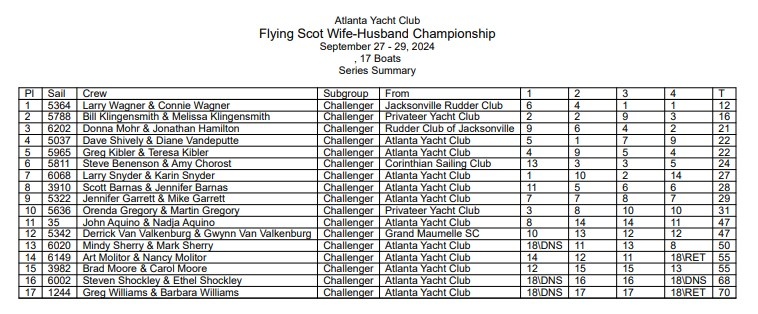 Atlanta Yacht Club
Flying Scot Wife-Husband Championship
September 27 - 29, 2024
, 17 Boats
Series Summary
Pl Sail Crew Subgroup From 1 2 3 4 T
1 5364 Larry Wagner & Connie Wagner Challenger Jacksonville Rudder Club 6 4 1 1 12
2 5788 Bill Klingensmith & Melissa Klingensmith Challenger Privateer Yacht Club 2 2 9 3 16
3 6202 Donna Mohr & Jonathan Hamilton Challenger Rudder Club of Jacksonville 9 6 4 2 21
4 5037 Dave Shively & Diane Vandeputte Challenger Atlanta Yacht Club 5 1 7 9 22
5 5965 Greg Kibler & Teresa Kibler Challenger Atlanta Yacht Club 4 9 5 4 22
6 5811 Steve Benenson & Amy Chorost Challenger Corinthian Sailing Club 13 3 3 5 24
7 6068 Larry Snyder & Karin Snyder Challenger Atlanta Yacht Club 1 10 2 14 27
8 3910 Scott Barnas & Jennifer Barnas Challenger Atlanta Yacht Club 11 5 6 6 28
9 5322 Jennifer Garrett & Mike Garrett Challenger Atlanta Yacht Club 7 7 8 7 29
10 5636 Orenda Gregory & Martin Gregory Challenger Privateer Yacht Club 3 8 10 10 31
11 35 John Aquino & Nadja Aquino Challenger Atlanta Yacht Club 8 14 14 11 47
12 5342 Derrick Van Valkenburg & Gwynn Van Valkenburg Challenger Grand Maumelle SC 10 13 12 12 47
13 6020 Mindy Sherry & Mark Sherry Challenger Atlanta Yacht Club 18\DNS 11 13 8 50
14 6149 Art Molitor & Nancy Molitor Challenger Atlanta Yacht Club 14 12 11 18\RET 55
15 3982 Brad Moore & Carol Moore Challenger Atlanta Yacht Club 12 15 15 13 55
16 6002 Steven Shockley & Ethel Shockley Challenger Atlanta Yacht Club 18\DNS 16 16 18\DNS 68
17 1244 Greg Williams & Barbara Williams Challenger Atlanta Yacht Club 18\DNS 17 17 18\RET 70